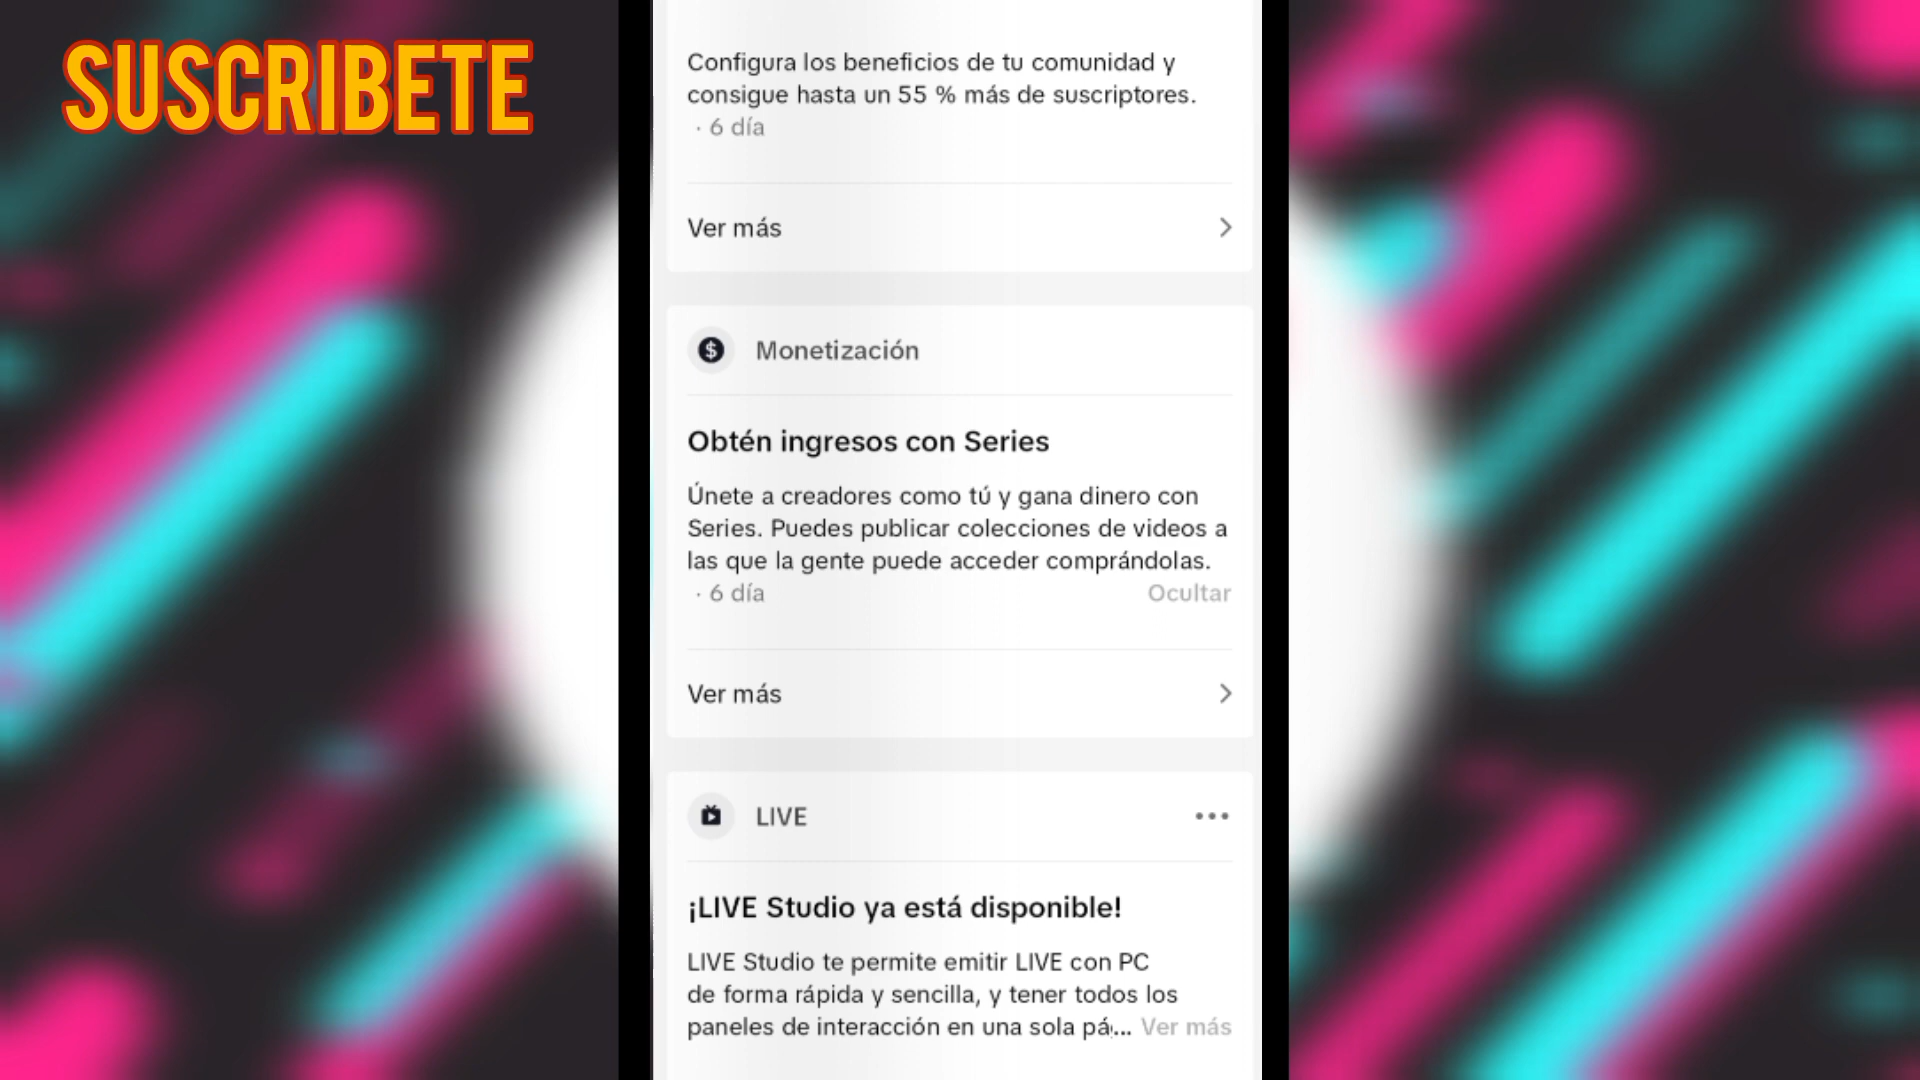 SUSCRIBETE
Configura los beneficios de tu comunidad y
consigue hasta un 55 % más de suscriptores.
· 6 día
Ver más
Monetización
Obtén ingresos con Series
Únete a creadores como tú y gana dinero con
Series. Puedes publicar colecciones de videos a
las que la gente puede acceder comprándolas.
· 6 día Ocultar
Ver más
LIVE
¡LIVE Studio ya está disponible!
LIVE Studio te permite emitir LIVE con PC
de forma rápida y sencilla, y tener todos los
paneles de interacción en una sola pá... Ver más